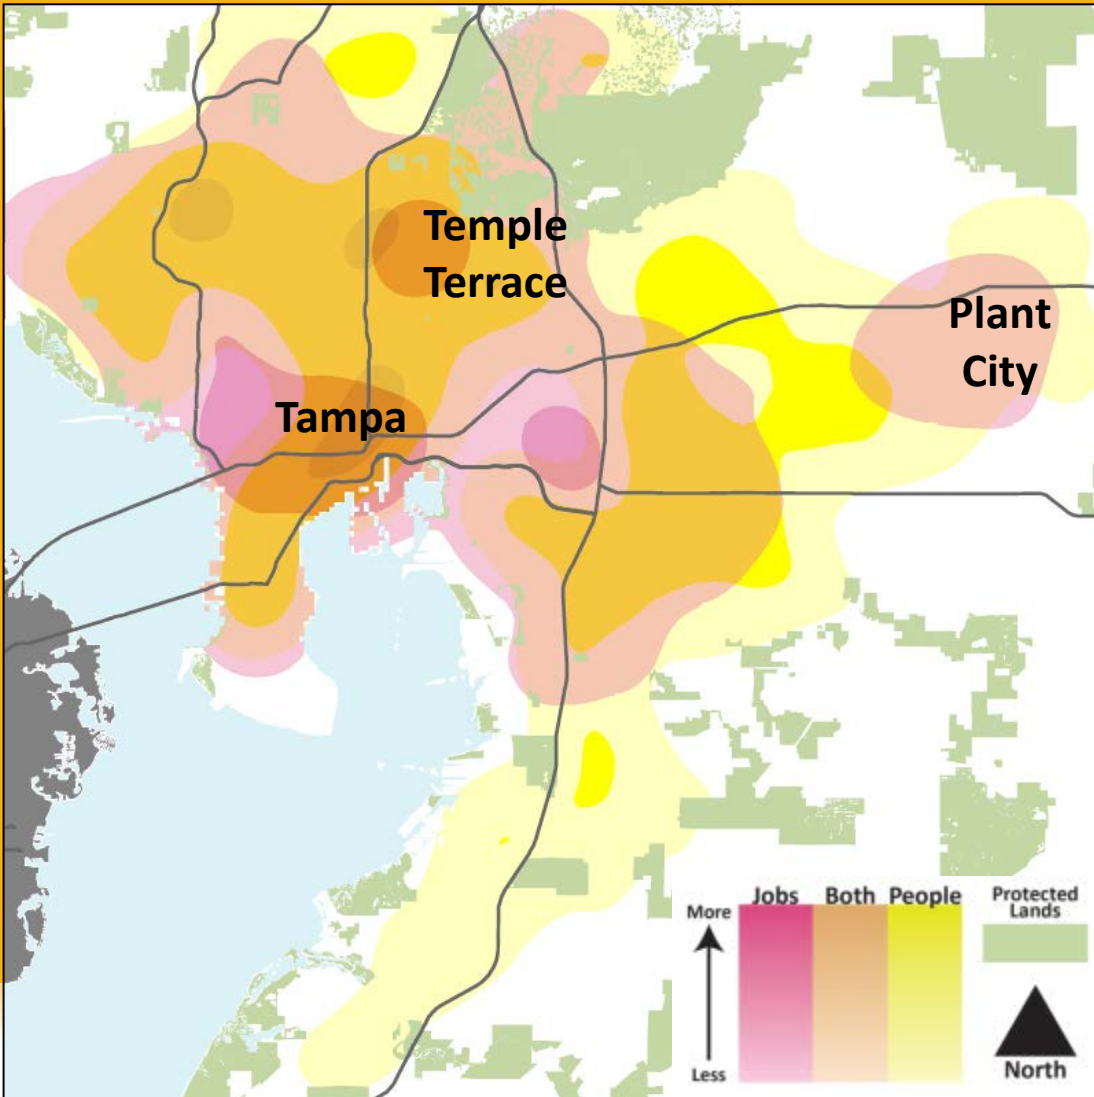 Temple
Terrace
Plant
City
Tampa
Jobs Both People
Protected
Lands
More
Less
North